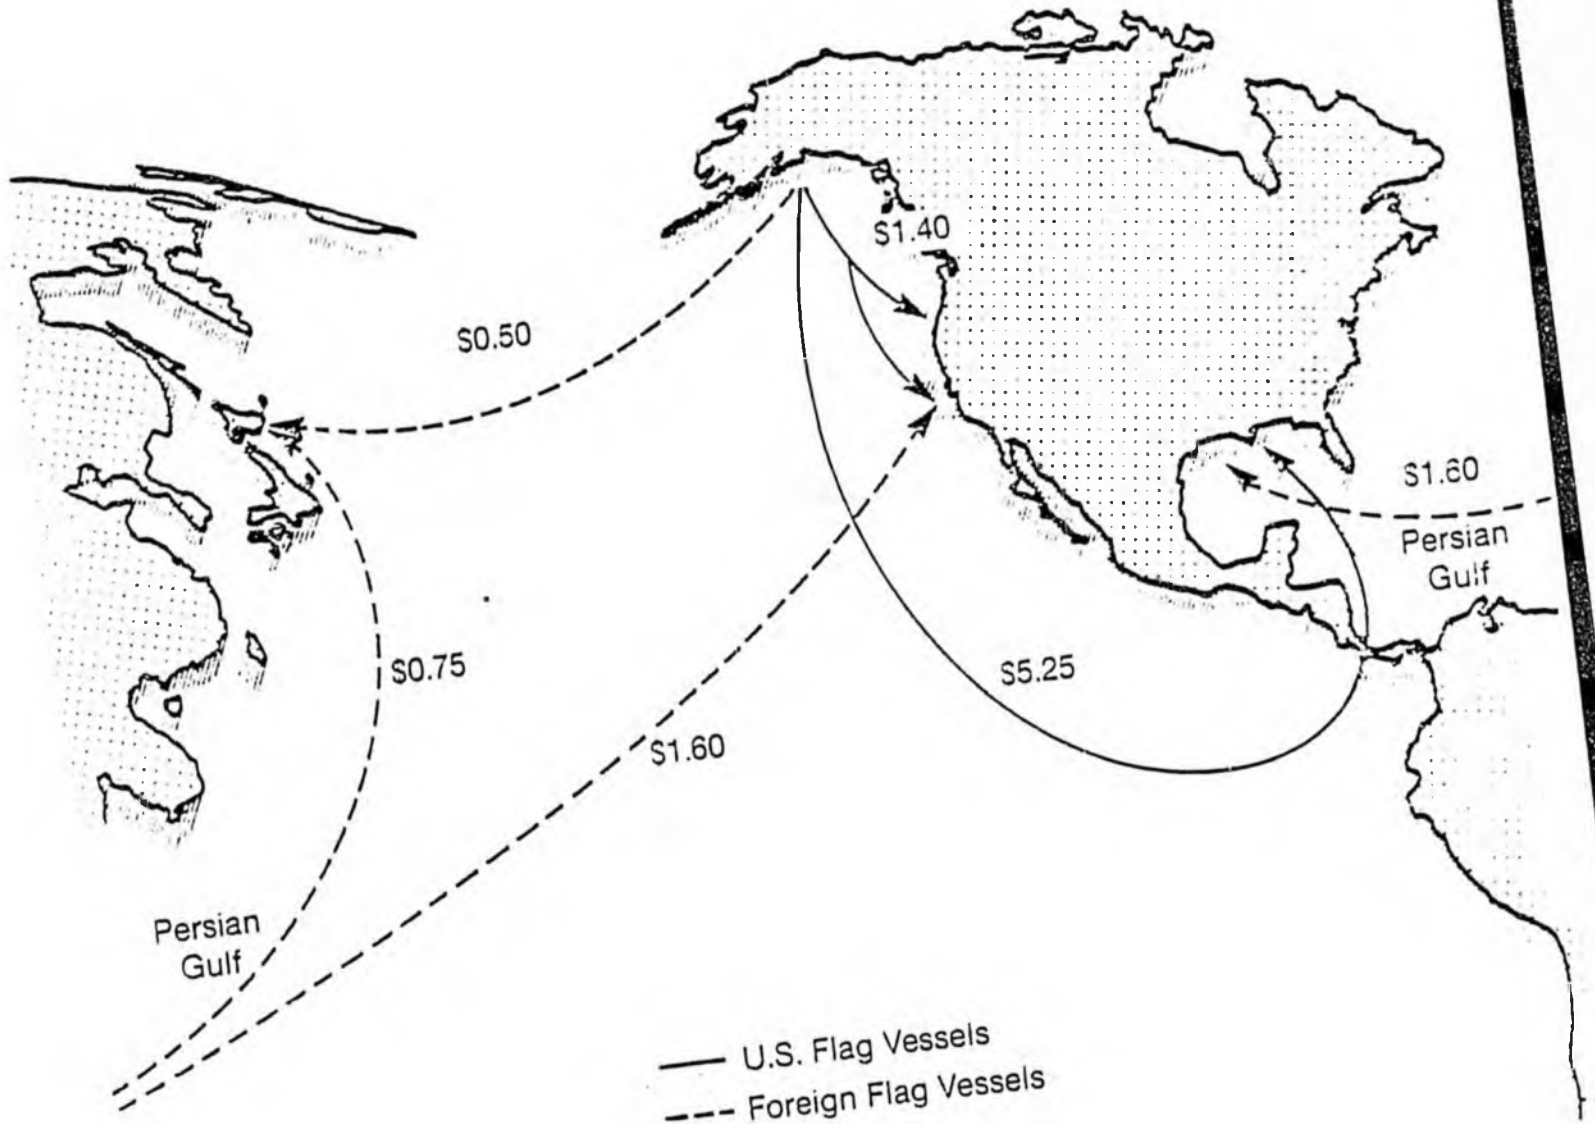 $1.40
$0.50
$1.60
Persian
Gulf
$0.75
$5.25
$1.60
Persian
Gulf
U.S. Flag Vessels
Foreign Flag Vessels